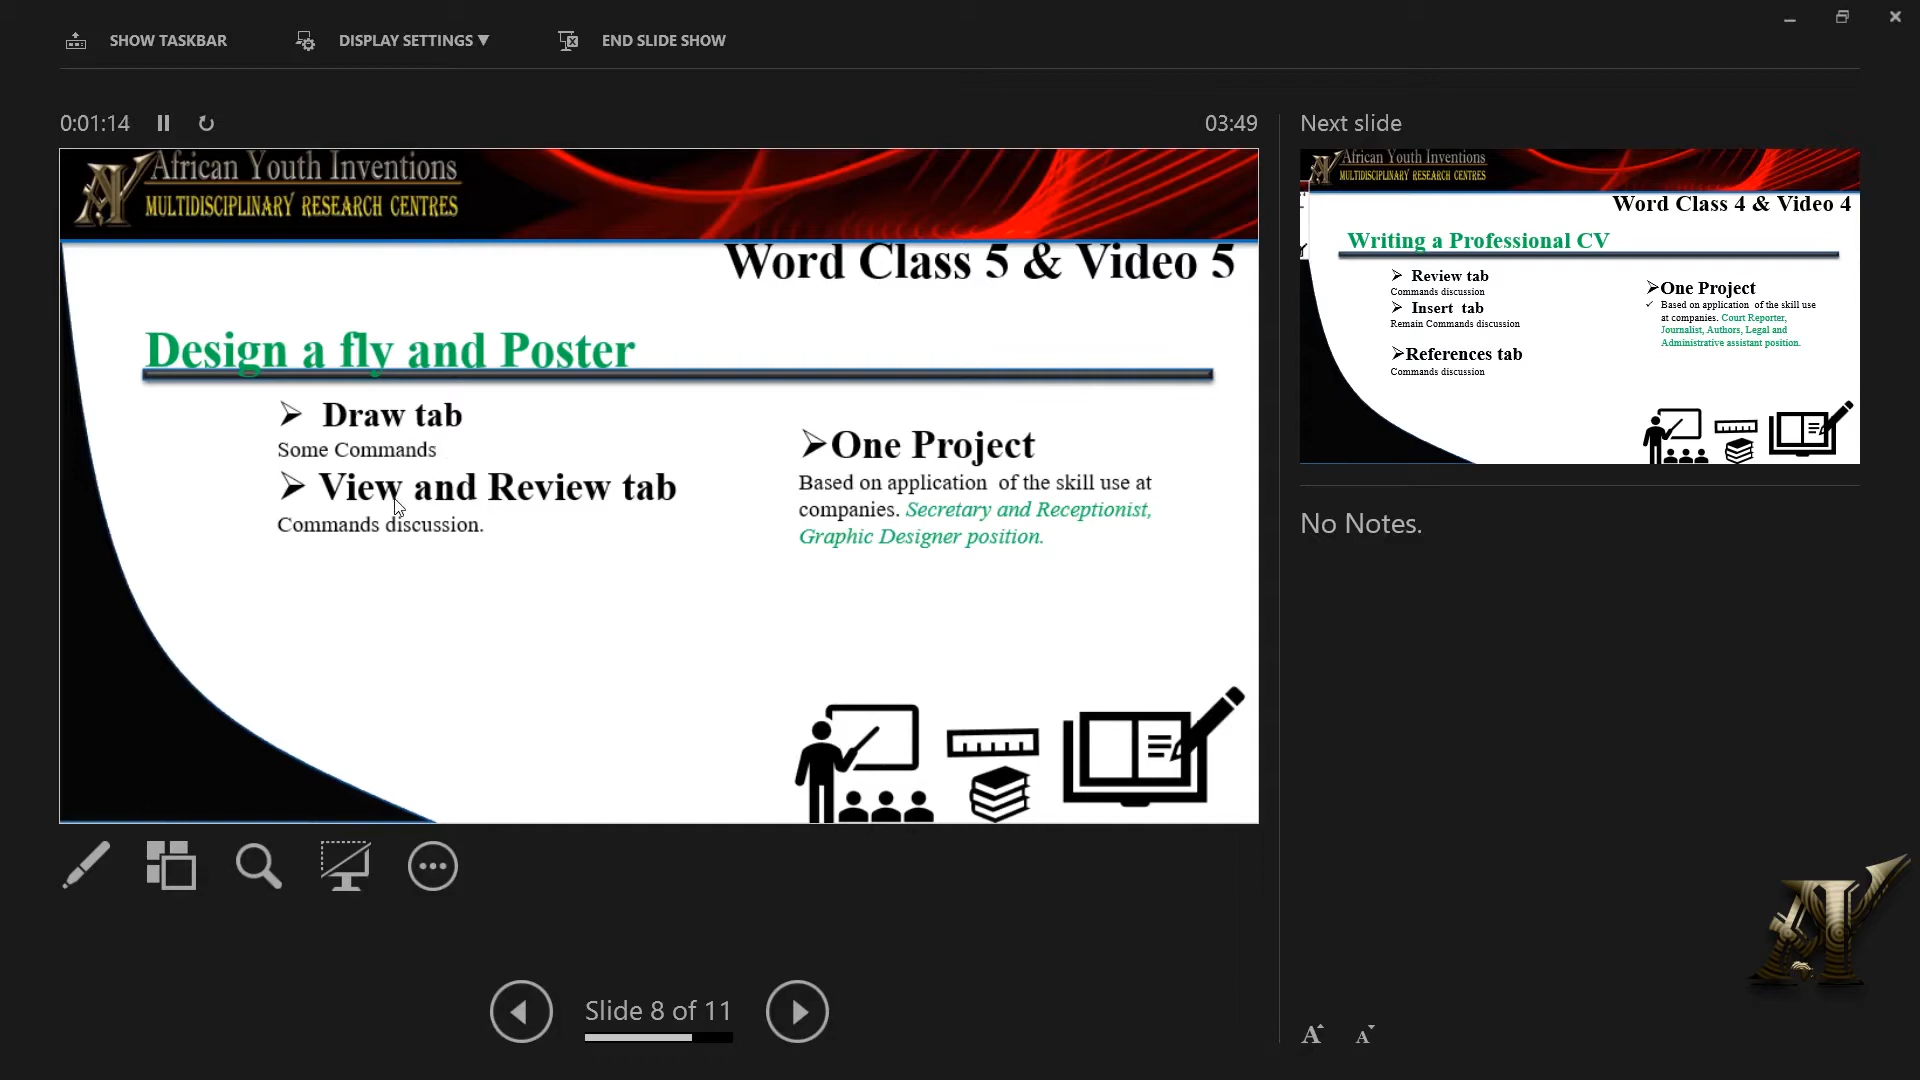 SHOW TASKBAR
DISPLAY SETTINGS ▼
END SLIDE SHOW
0:01:14
03:49
African Youth Inventions
MULTIDISCIPLINARY RESEARCH CENTRES
Word Class 5 & Video 5
Design a fly and Poster
➢ Draw tab
Some Commands
➢ View and Review tab
Commands discussion.
➢One Project
Based on application of the skill use at
companies. Secretary and Receptionist,
Graphic Designer position.
Slide 8 of 11
Next slide
African Youth Inventions
MULTIDISCIPLINARY RESEARCH CENTRES
Word Class 4 & Video 4
Writing a Professional CV
➢ Review tab
Commands discussion
➢ Insert tab
Remain Commands discussion
➢References tab
Commands discussion
➢One Project
✓ Based on application of the skill use
at companies. Court Reporter,
Journalist, Authors, Legal and
Administrative assistant position.
No Notes.
A A
AY